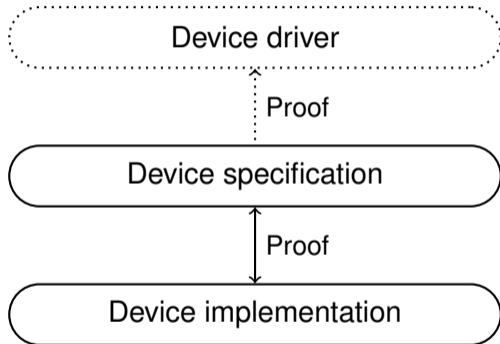 Device driver
Proof
Device specification
Proof
Device implementation